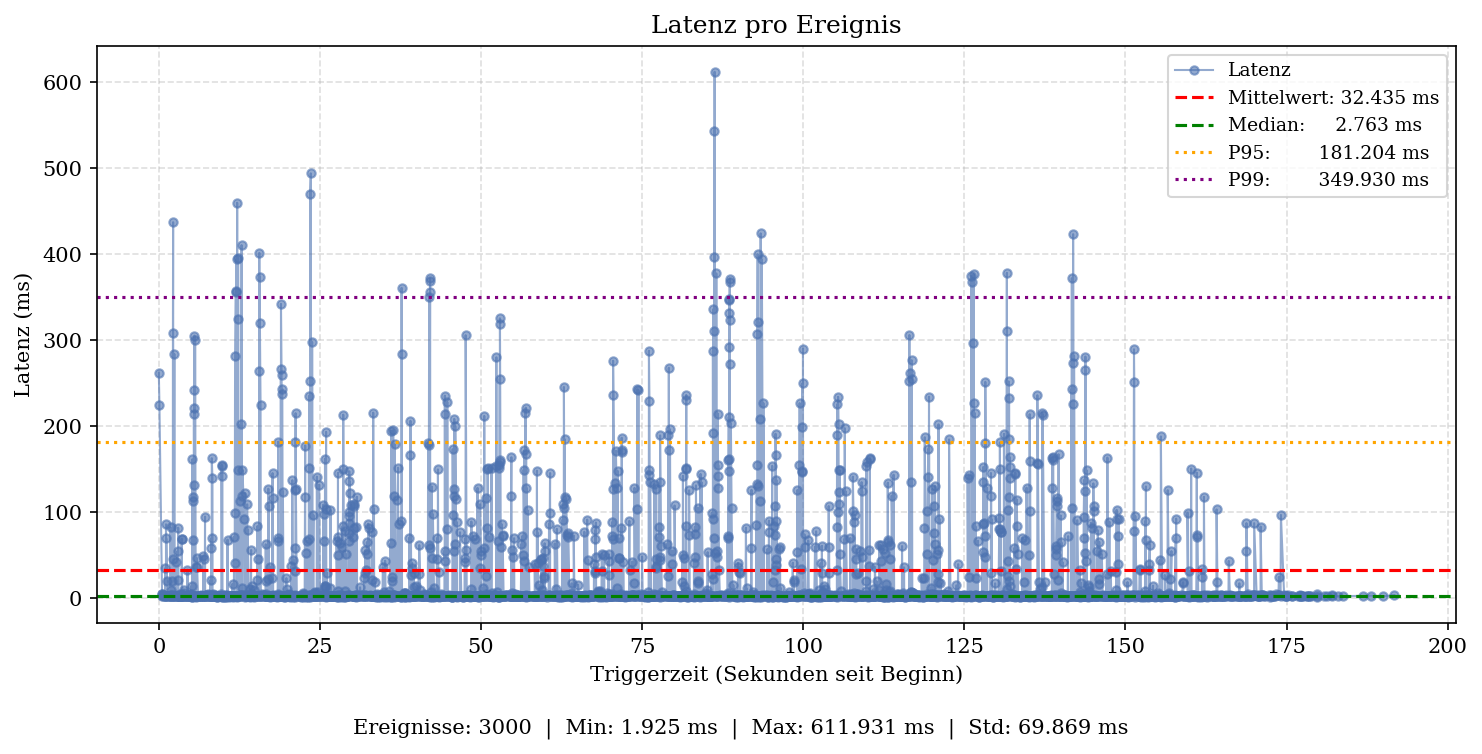 Latenz pro Ereignis
Latenz (ms)
600
500
400
300
200
100
0
Latenz
Mittelwert: 32.435 ms
Median: 2.763 ms
P95: 181.204 ms
P99: 349.930 ms
0 25 50 75 100 125 150 175 200
Triggerzeit (Sekunden seit Beginn)
Ereignisse: 3000 | Min: 1.925 ms | Max: 611.931 ms | Std: 69.869 ms